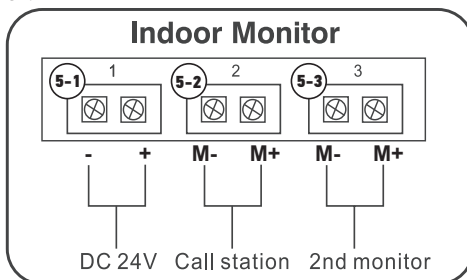 Indoor Monitor
5-1 1 5-2 2 5-3 3
- + M- M+ M- M+
DC 24V Call station 2nd monitor